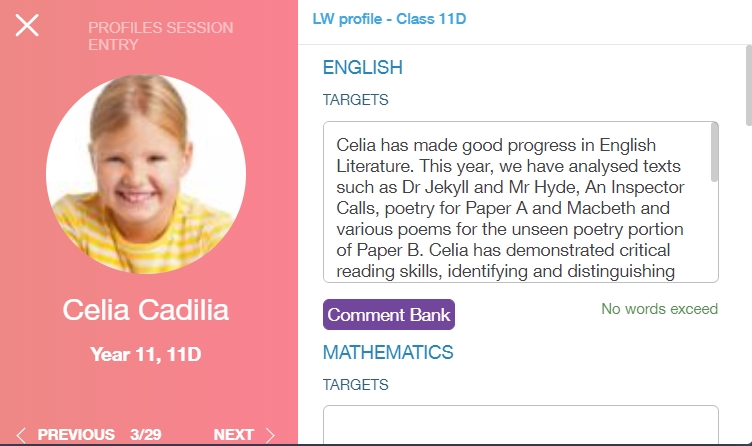 PROFILES SESSION
ENTRY
Celia Cadilia
Year 11, 11D
PREVIOUS 3/29 NEXT
LW profile - Class 11D
ENGLISH
TARGETS
Celia has made good progress in English
Literature. This year, we have analysed texts
such as Dr Jekyll and Mr Hyde, An Inspector
Calls, poetry for Paper A and Macbeth and
various poems for the unseen poetry portion
of Paper B. Celia has demonstrated critical
reading skills, identifying and distinguishing
Comment Bank
No words exceed
MATHEMATICS
TARGETS